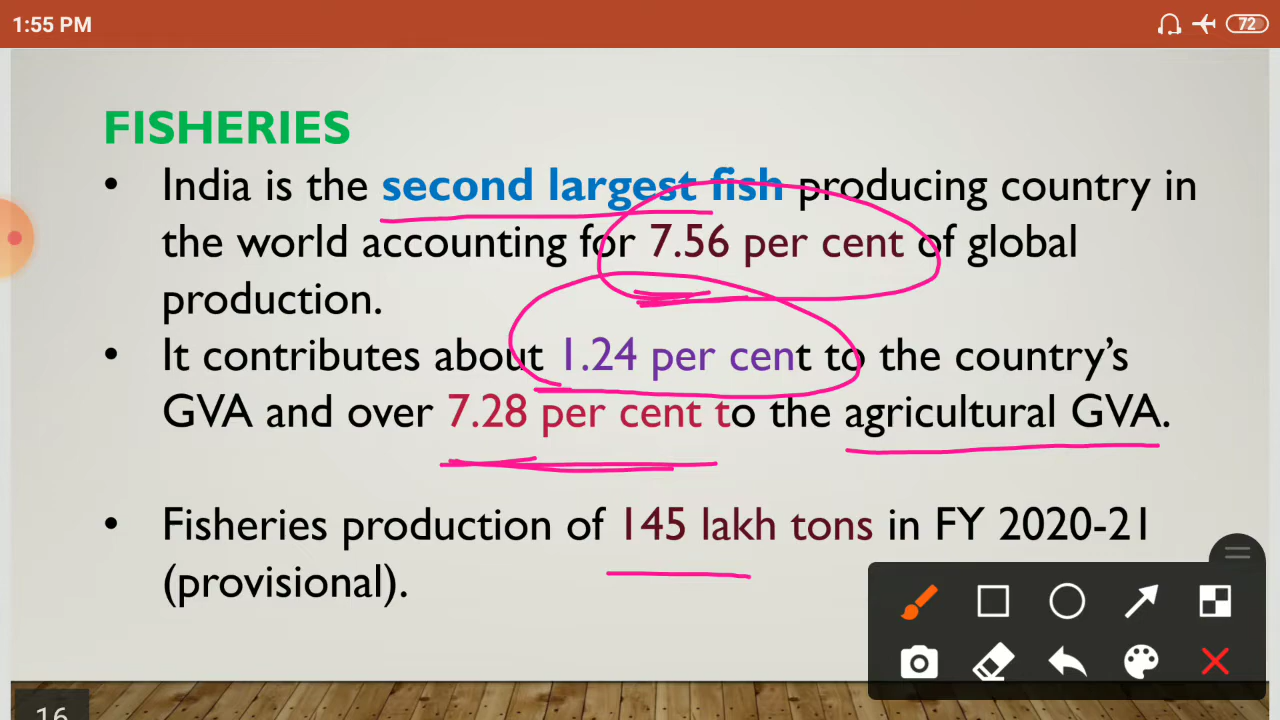 1:55 PM
72
FISHERIES
• India is the second largest fish producing country in
the world accounting for 7.56 per cent of global
production.
• It contributes about 1.24 per cent to the country's
GVA and over 7.28 per cent to the agricultural GVA.
• Fisheries production of 145 lakh tons in FY 2020-21
(provisional).
16